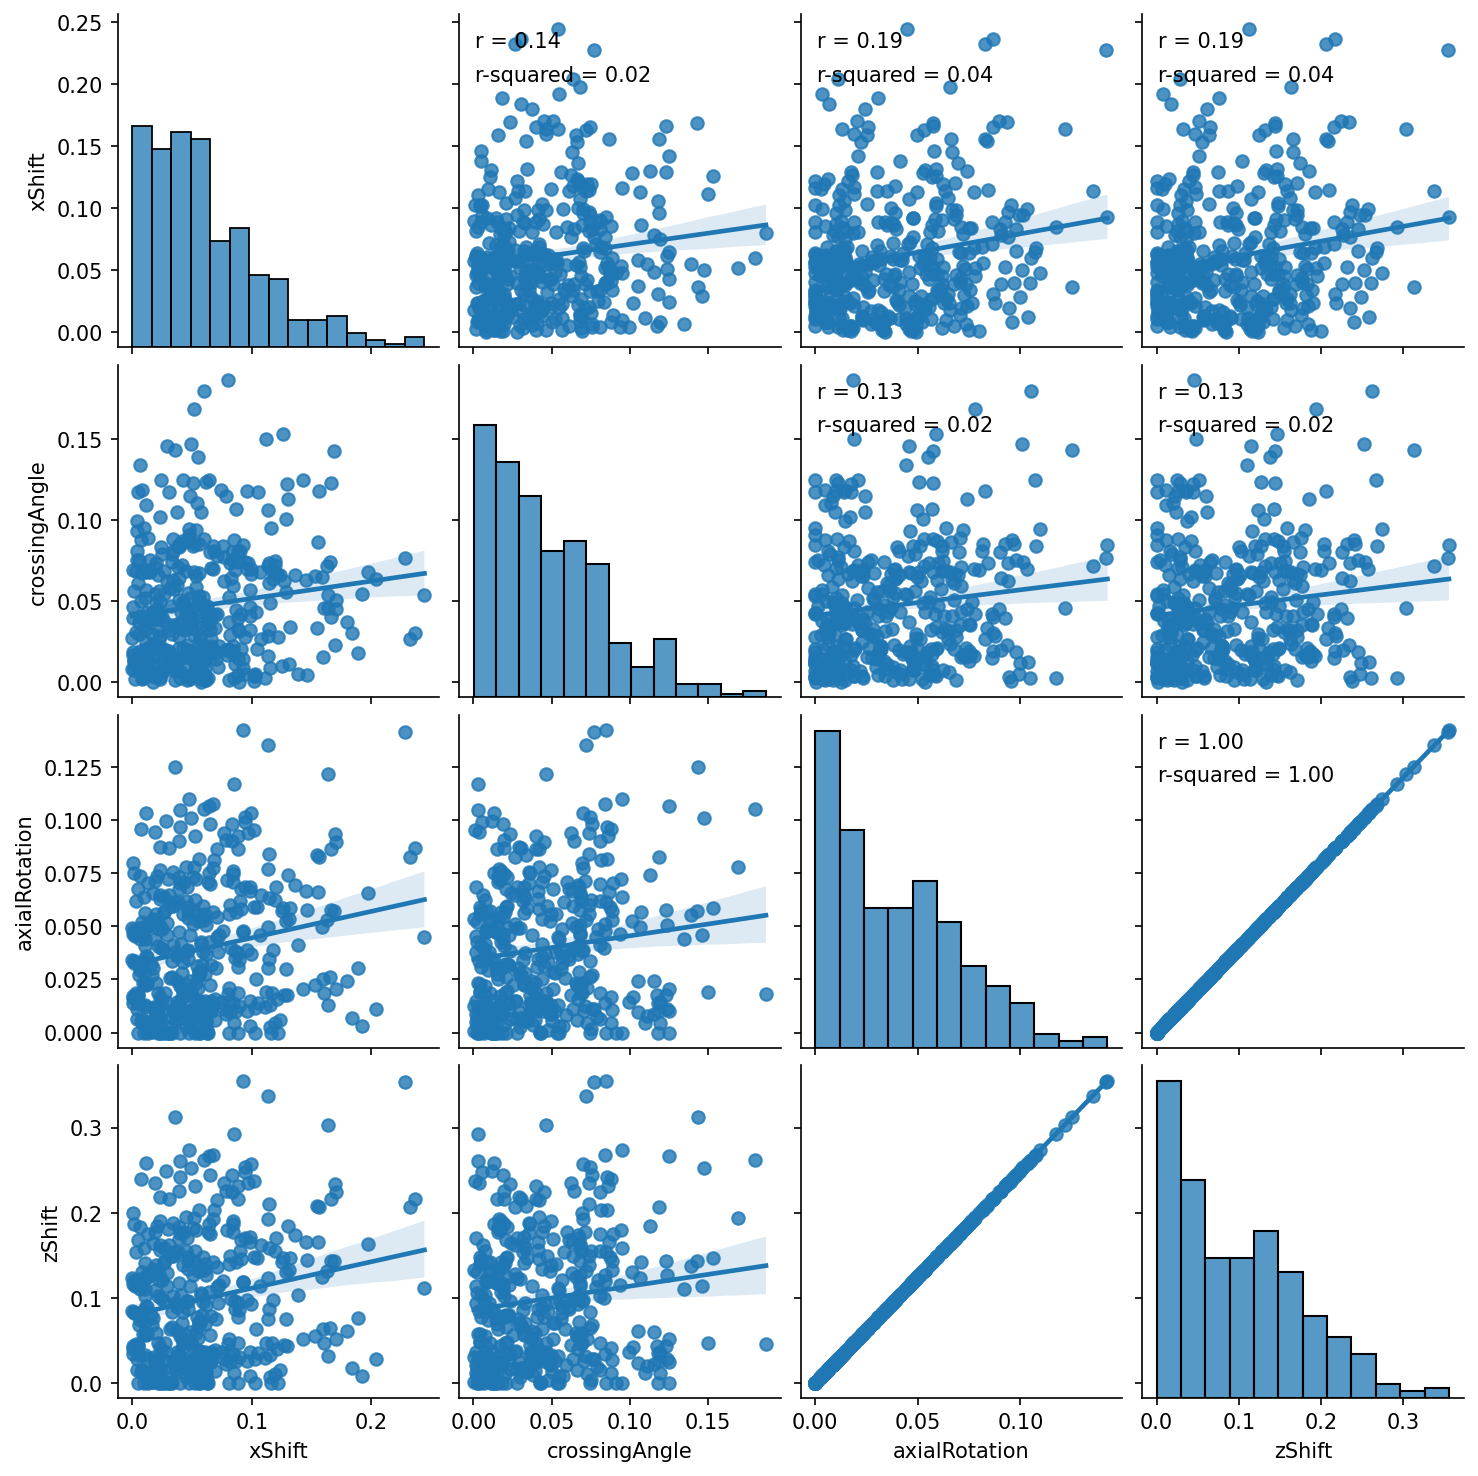 0.25
0.20
0.15
0.10
0.05
0.00
xShift
r = 0.14
r-squared = 0.02
r = 0.19
r-squared = 0.04
r = 0.19
r-squared = 0.04
0.15
0.10
0.05
0.00
crossingAngle
r = 0.13
r-squared = 0.02
r = 0.13
r-squared = 0.02
0.125
0.100
0.075
0.050
0.025
0.000
axialRotation
r = 1.00
r-squared = 1.00
0.3
0.2
0.1
0.0
zShift
0.0 0.1 0.2
xShift
0.00 0.05 0.10 0.15
crossingAngle
0.00 0.05 0.10
axialRotation
0.0 0.1 0.2 0.3
zShift